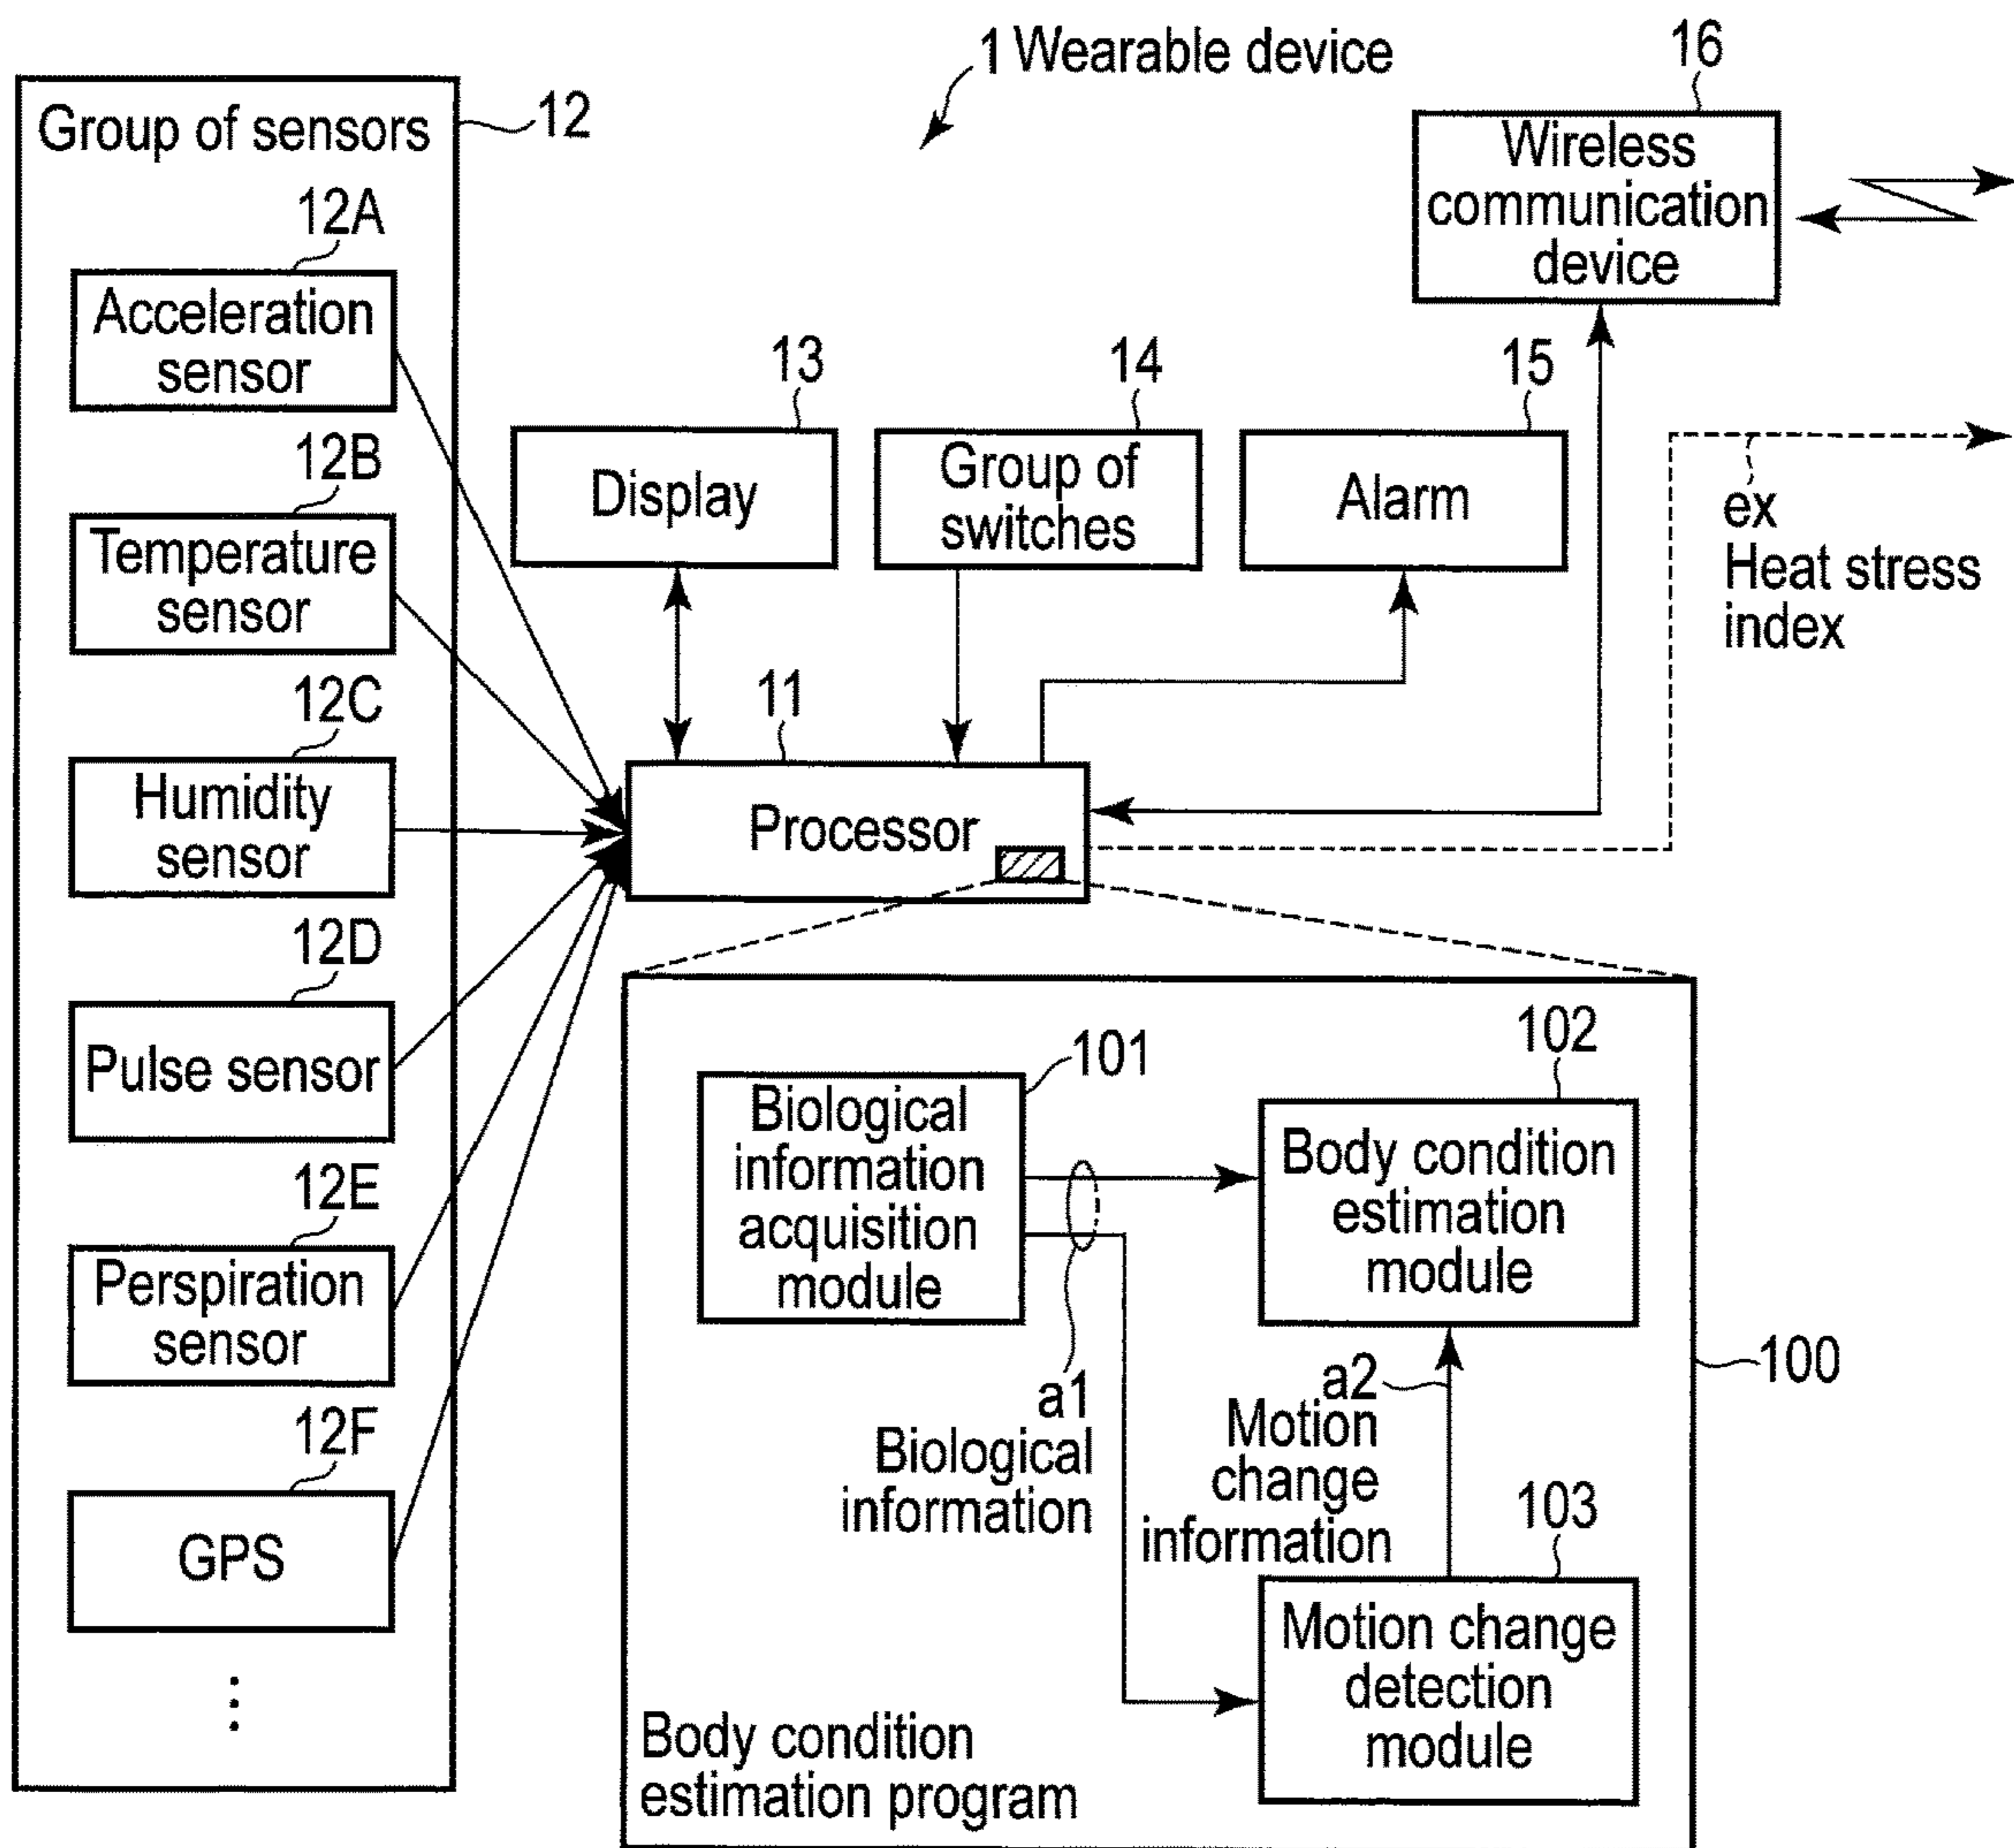 1 Wearable device
16
Wireless
communication
device
Group of sensors
12
12A
Acceleration
sensor
12B
Temperature
sensor
12C
Humidity
sensor
12D
Pulse sensor
12E
Perspiration
sensor
12F
GPS
⋮
13
Display
14
Group of
switches
15
Alarm
ex
Heat stress
index
11
Processor
101
Biological
information
acquisition
module
102
Body condition
estimation
module
100
a1
Biological
information
a2
Motion
change
information
103
Motion change
detection
module
Body condition
estimation program